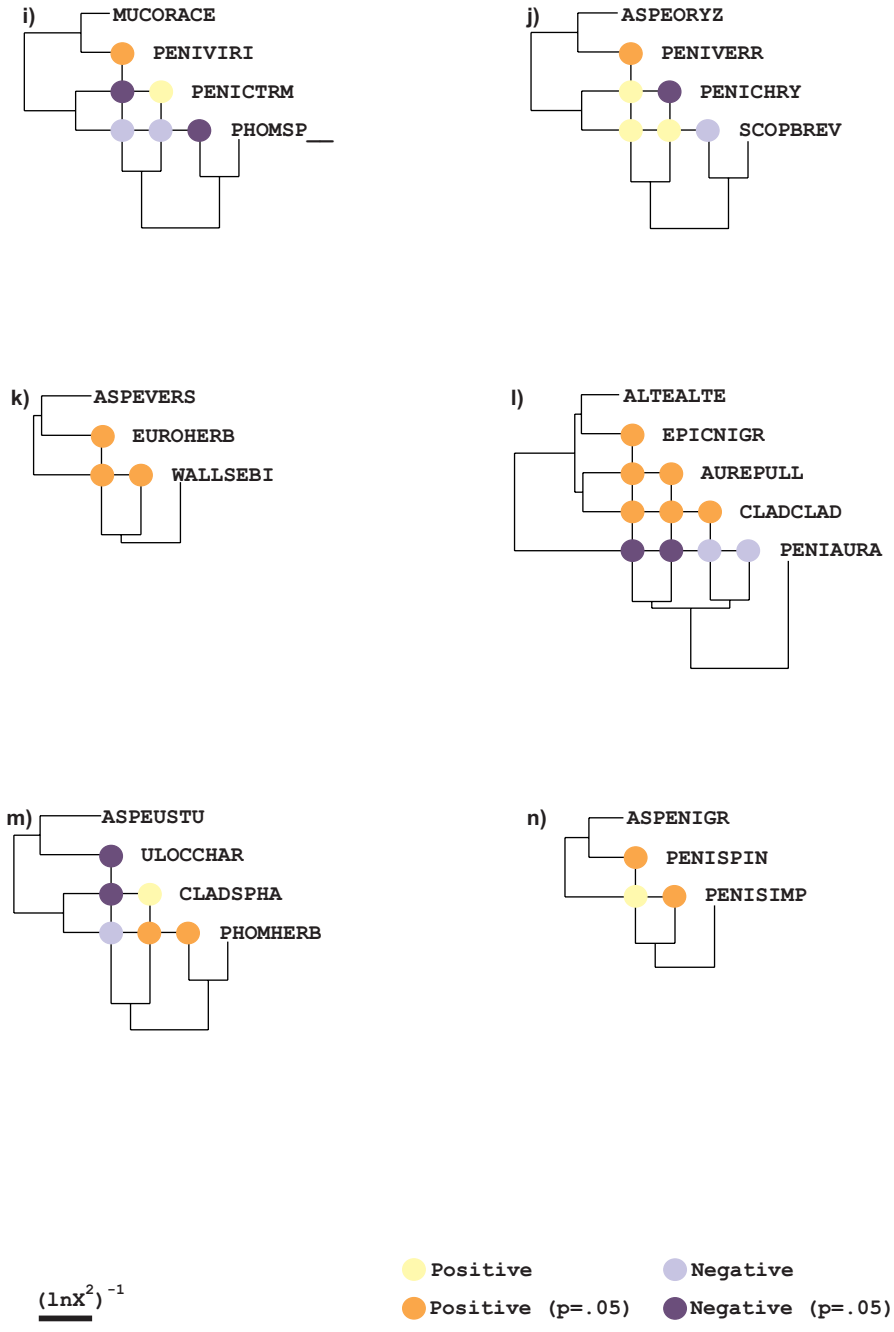 i)
MUCORACE
PENIVIRI
PENICTRM
PHOMSP__
j)
ASPEORYZ
PENIVERR
PENICHRY
SCOPBREV
k)
ASPEVERS
EUROHERB
WALLSEBI
l)
ALTEALTE
EPICNIGR
AUREPULL
CLADCLAD
PENIAURA
m)
ASPEUSTU
ULOCCHAR
CLADSPHA
PHOMHERB
n)
ASPENIGR
PENISPIN
PENISIMP
(lnX²)⁻¹
Positive
Negative
Positive (p=.05)
Negative (p=.05)